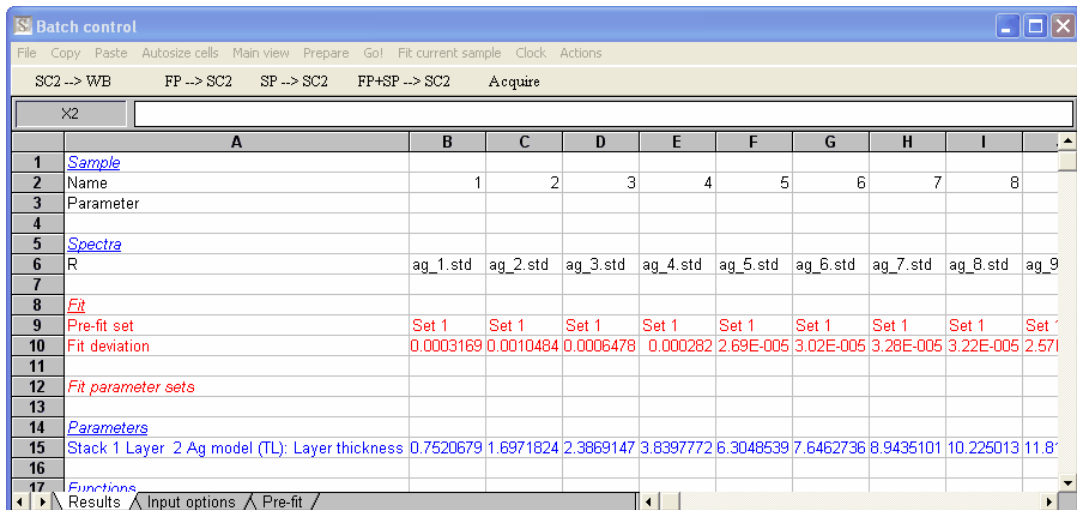 Batch control
File Copy Paste Autosize cells Main view Prepare Go! Fit current sample Clock Actions
SC2 --> WB FP --> SC2 SP --> SC2 FP+SP --> SC2 Acquire
X2
A B C D E F G H I
1 Sample
2 Name 1 2 3 4 5 6 7 8
3 Parameter
4
5 Spectra
6 R ag_1.std ag_2.std ag_3.std ag_4.std ag_5.std ag_6.std ag_7.std ag_8.std ag_9
7
8 Fit
9 Pre-fit set Set 1 Set 1 Set 1 Set 1 Set 1 Set 1 Set 1 Set 1 Set
10 Fit deviation 0.0003169 0.0010484 0.0006478 0.000282 2.69E-005 3.02E-005 3.28E-005 3.22E-005 2.57
11
12 Fit parameter sets
13
14 Parameters
15 Stack 1 Layer 2 Ag model (TL): Layer thickness 0.7520679 1.6971824 2.3869147 3.8397772 6.3048539 7.6462736 8.9435101 10.225013 11.8
16
17 Functions
Results Input options Pre-fit